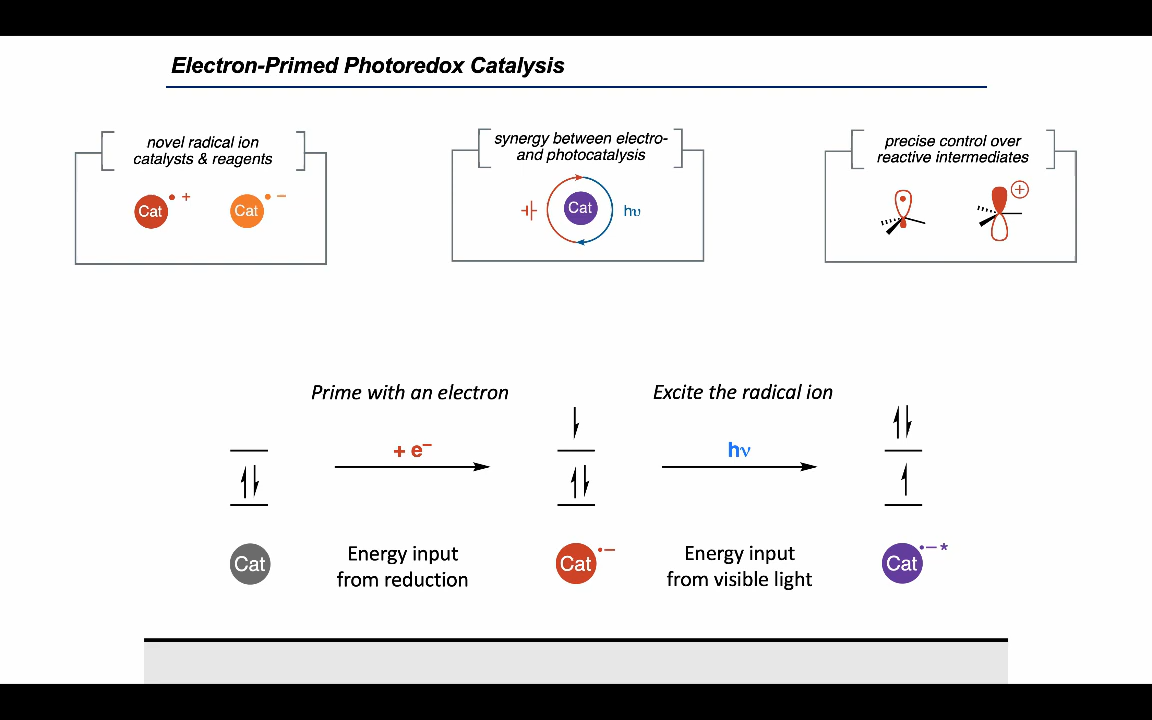 Electron-Primed Photoredox Catalysis
novel radical ion
catalysts & reagents
Cat •+
Cat •−
synergy between electro-
and photocatalysis
Cat
hυ
precise control over
reactive intermediates
+
Prime with an electron
Excite the radical ion
+ e⁻
hν
Cat
Energy input
from reduction
Cat •−
Energy input
from visible light
Cat •−*